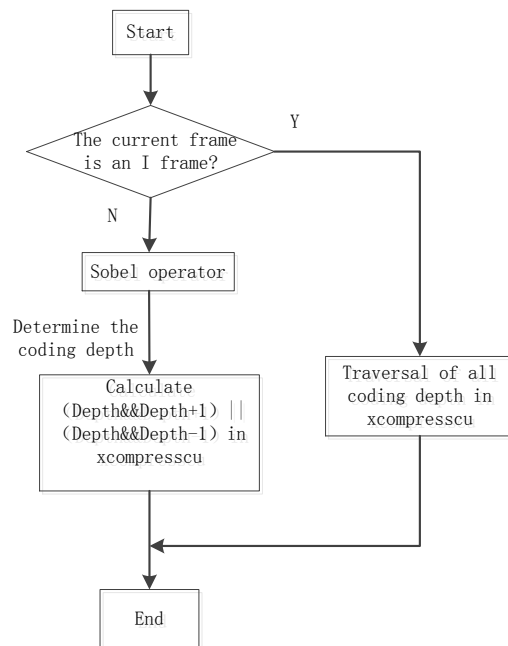 Start
The current frame
is an I frame?
Y
N
Sobel operator
Determine the
coding depth
Calculate
(Depth&&Depth+1) ||
(Depth&&Depth-1) in
xcompresscu
Traversal of all
coding depth in
xcompresscu
End